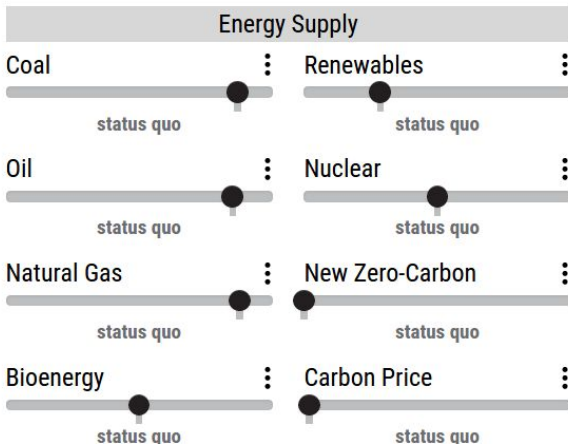 Energy Supply
Coal
Renewables
status quo
status quo
Oil
Nuclear
status quo
status quo
Natural Gas
New Zero-Carbon
status quo
status quo
Bioenergy
Carbon Price
status quo
status quo